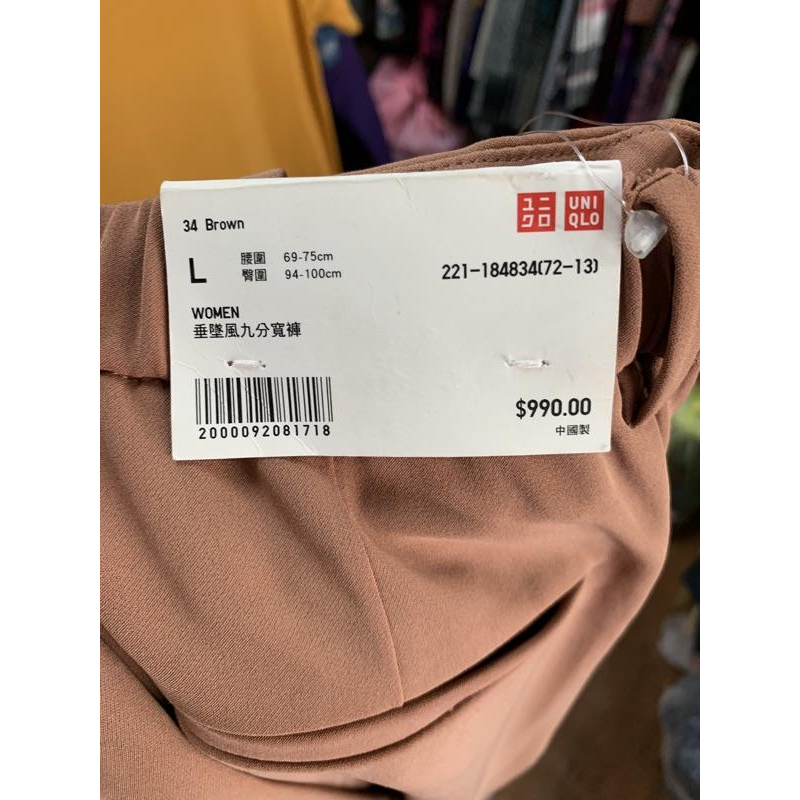 34 Brown
ユニ
クロ
UNI
QLO
L
腰圍 69-75cm
臀圍 94-100cm
221-184834(72-13)
WOMEN
垂墜風九分寬褲
2000092081718
$990.00
中國製